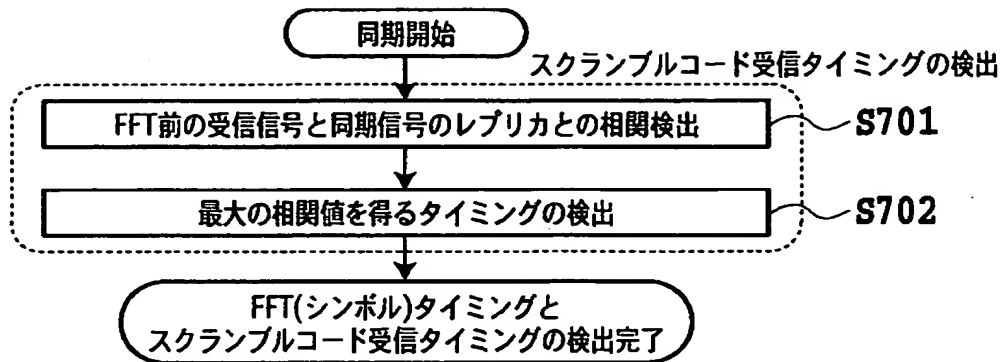 同期開始
スクランブルコード受信タイミングの検出
FFT前の受信信号と同期信号のレプリカとの相関検出
S701
最大の相関値を得るタイミングの検出
S702
FFT(シンボル)タイミングと
スクランブルコード受信タイミングの検出完了